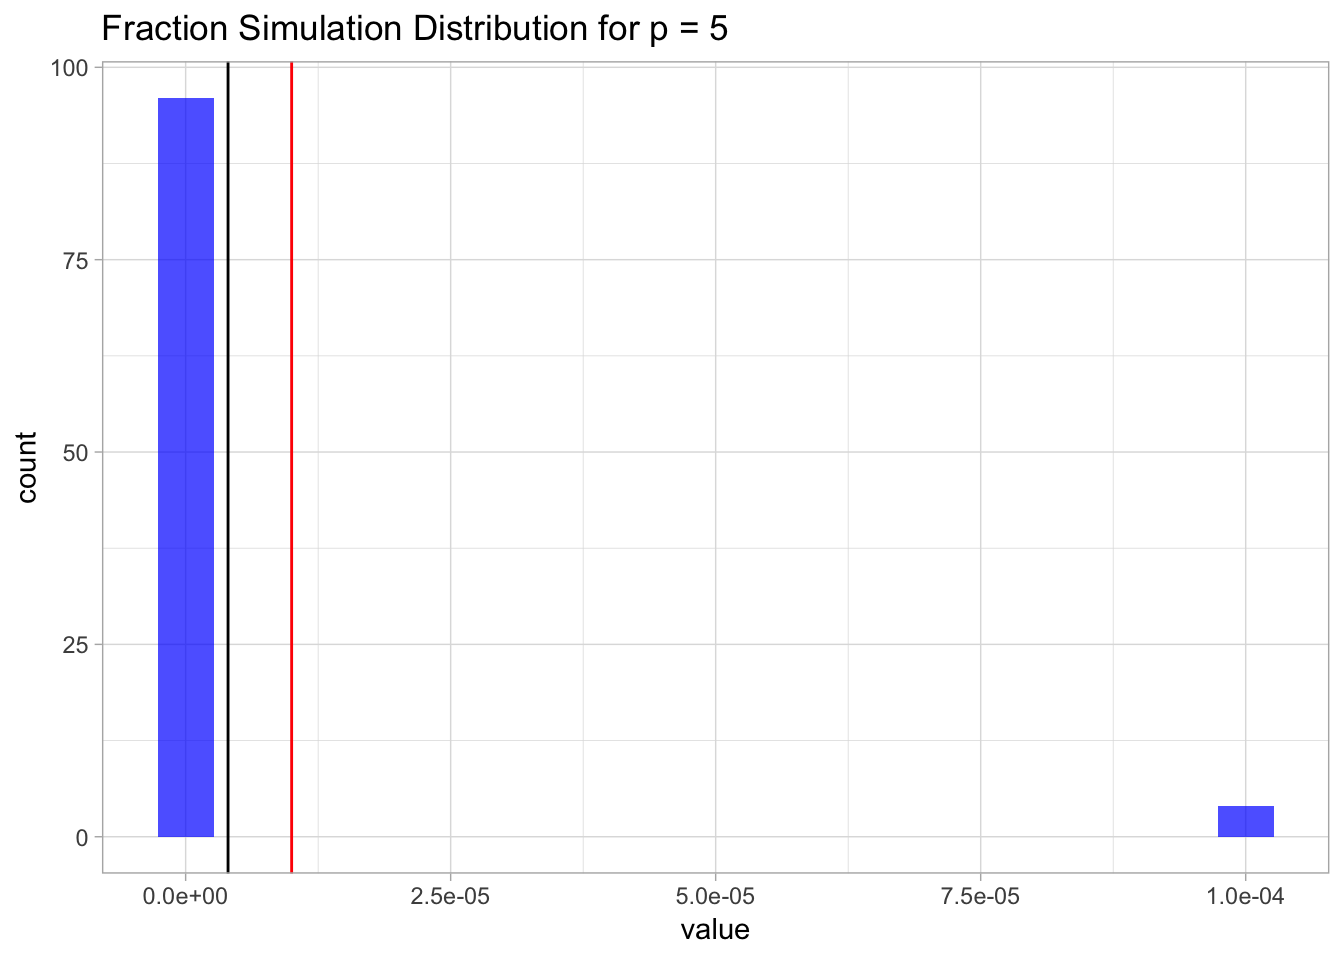 Fraction Simulation Distribution for p = 5
100
75
50
25
0
count
0.0e+00 2.5e-05 5.0e-05 7.5e-05 1.0e-04
value